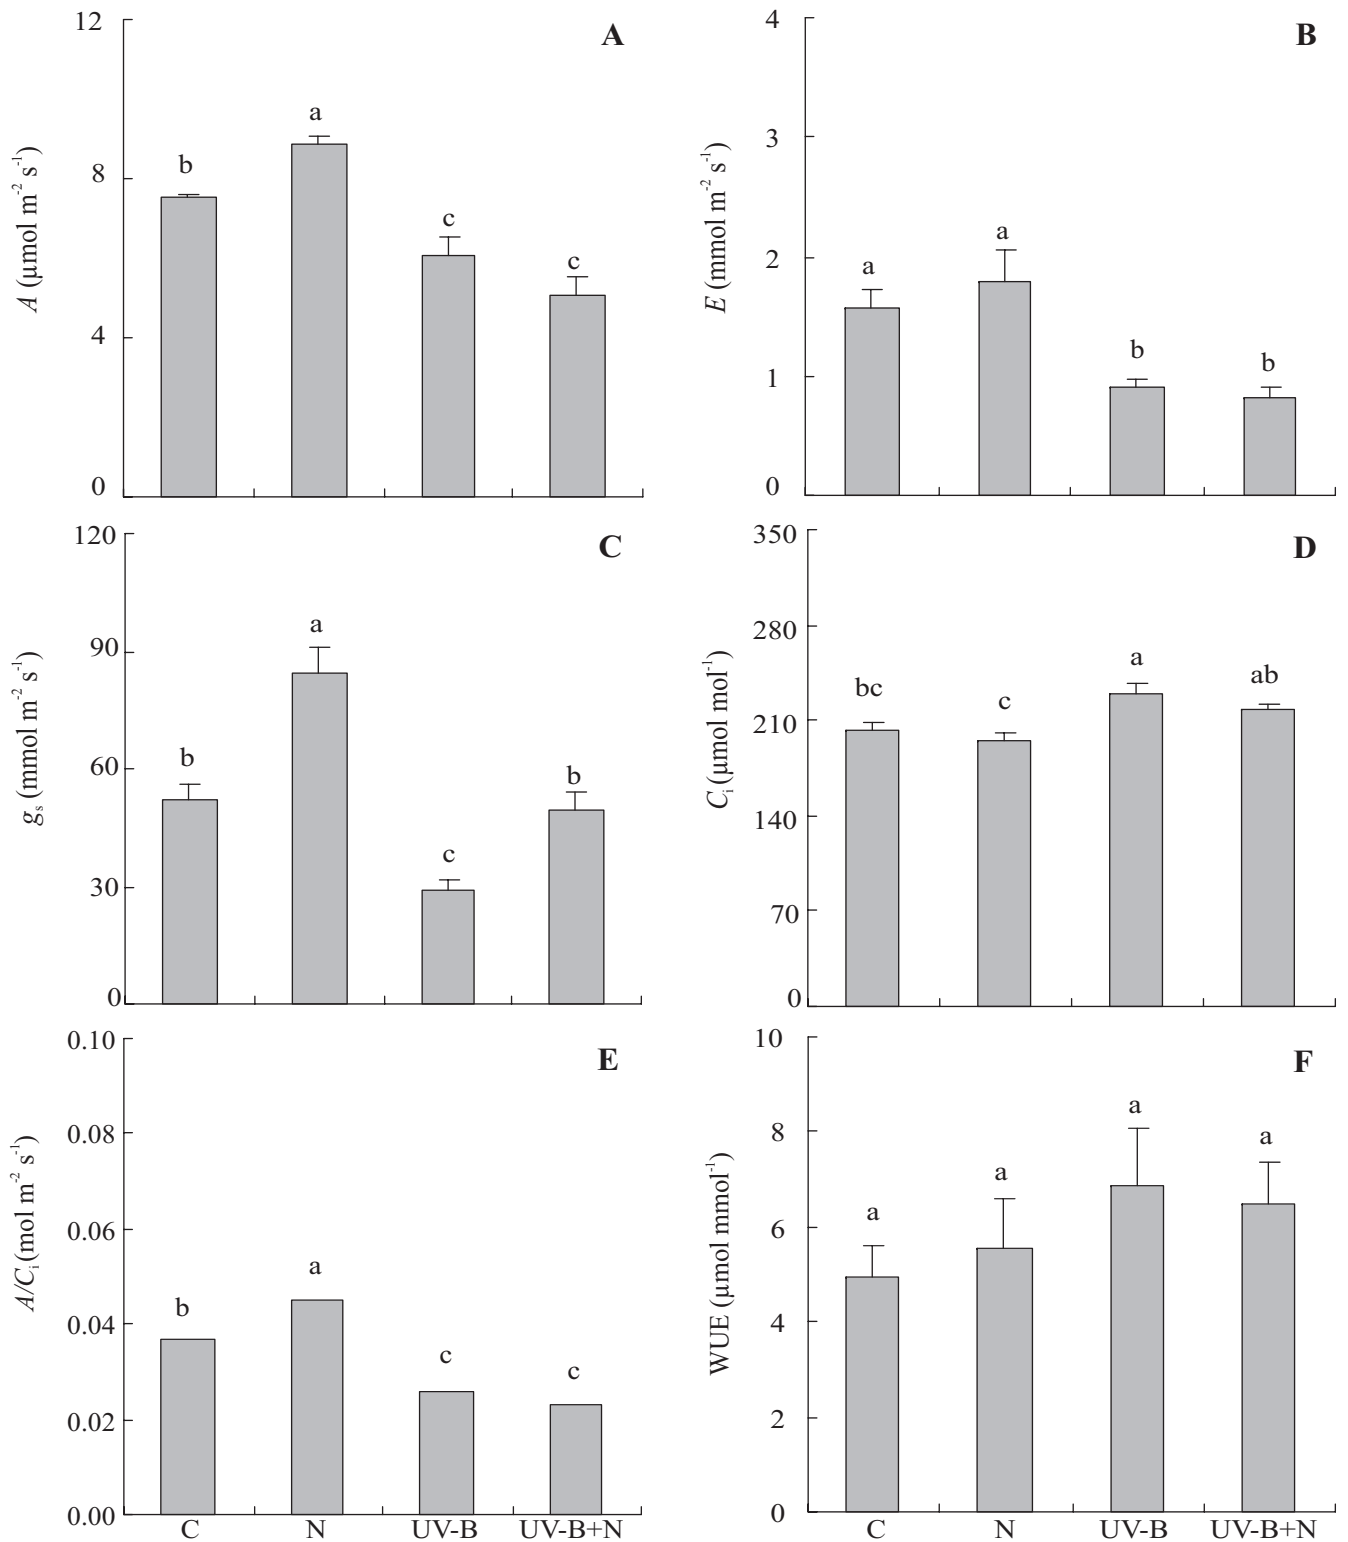 A
12
8
4
0
A (µmol m-2 s-1)
b
a
c
c
B
4
3
2
1
0
E (mmol m-2 s-1)
a
a
b
b
C
120
90
60
30
0
gs (mmol m-2 s-1)
b
a
c
b
D
350
280
210
140
70
0
Ci (µmol mol-1)
bc
c
a
ab
E
0.10
0.08
0.06
0.04
0.02
0.00
A/Ci (mol m-2 s-1)
b
a
c
c
C N UV-B UV-B+N
F
10
8
6
4
2
0
WUE (µmol mmol-1)
a
a
a
a
C N UV-B UV-B+N